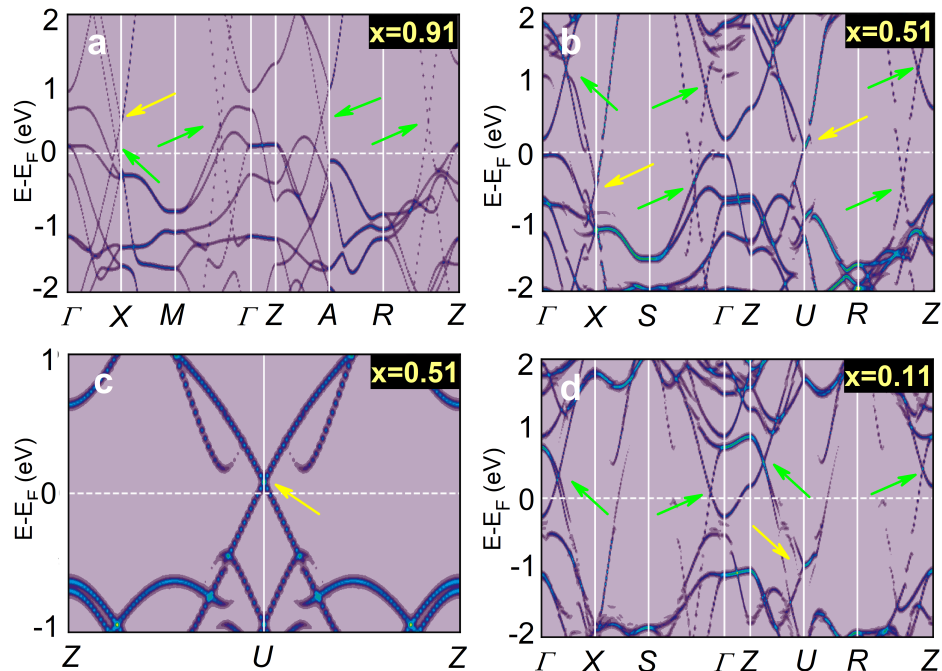 a
x=0.91
E-E_F (eV)
2
1
0
-1
-2
Γ X M Γ Z A R Z
b
x=0.51
E-E_F (eV)
2
1
0
-1
-2
Γ X S Γ Z U R Z
c
x=0.51
E-E_F (eV)
1
0
-1
Z U Z
d
x=0.11
E-E_F (eV)
2
1
0
-1
-2
Γ X S Γ Z U R Z